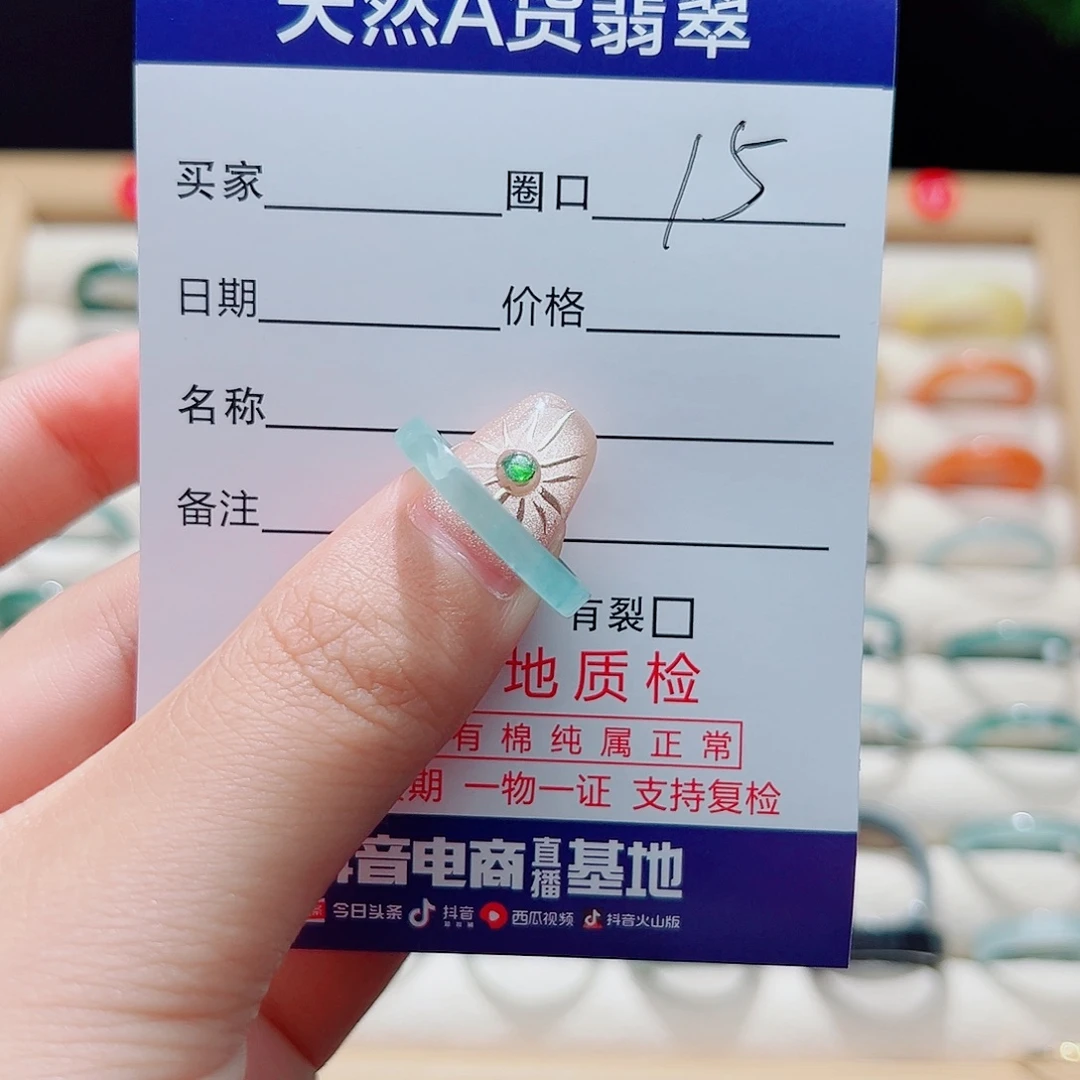 天然A货翡翠
买家 圈口 15
日期 价格
名称
备注
有裂□
地质检
有棉纯属正常
期 一物一证 支持复检
音电商直播基地
今日头条 抖音 西瓜视频 抖音火山版